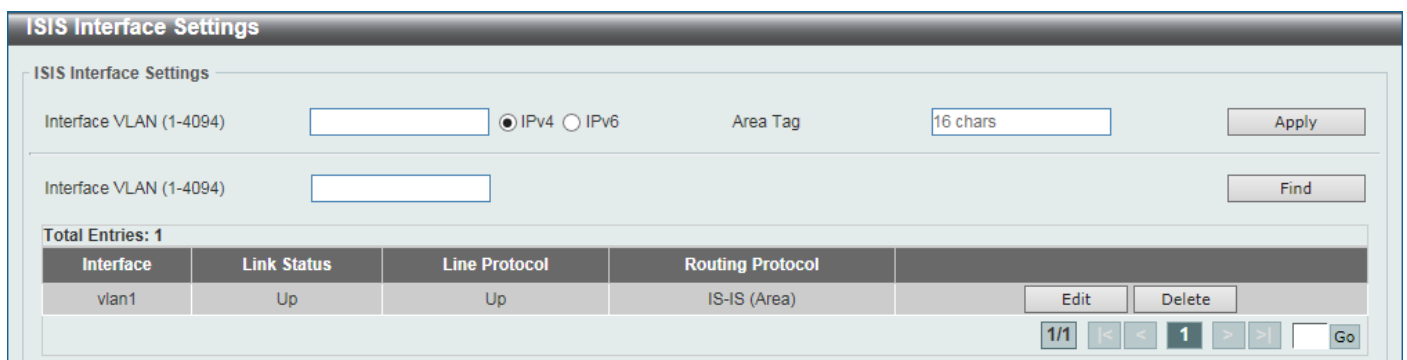 ISIS Interface Settings
ISIS Interface Settings
Interface VLAN (1-4094) IPv4 IPv6 Area Tag 16 chars Apply
Interface VLAN (1-4094) Find
Total Entries: 1
Interface Link Status Line Protocol Routing Protocol
vlan1 Up Up IS-IS (Area) Edit Delete
1/1 |< < 1 > >| Go